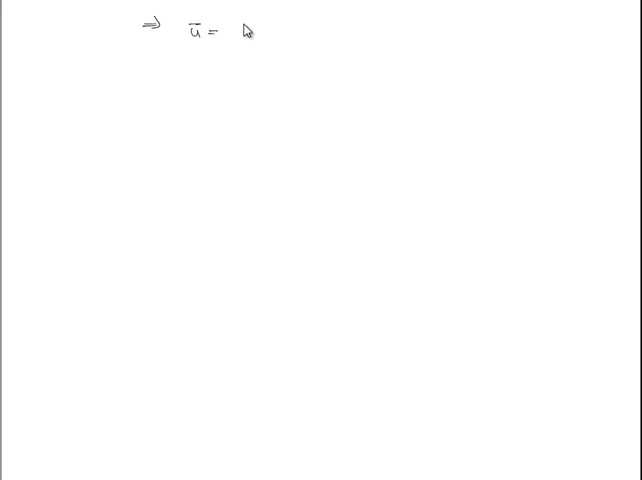 ⇒ ū =